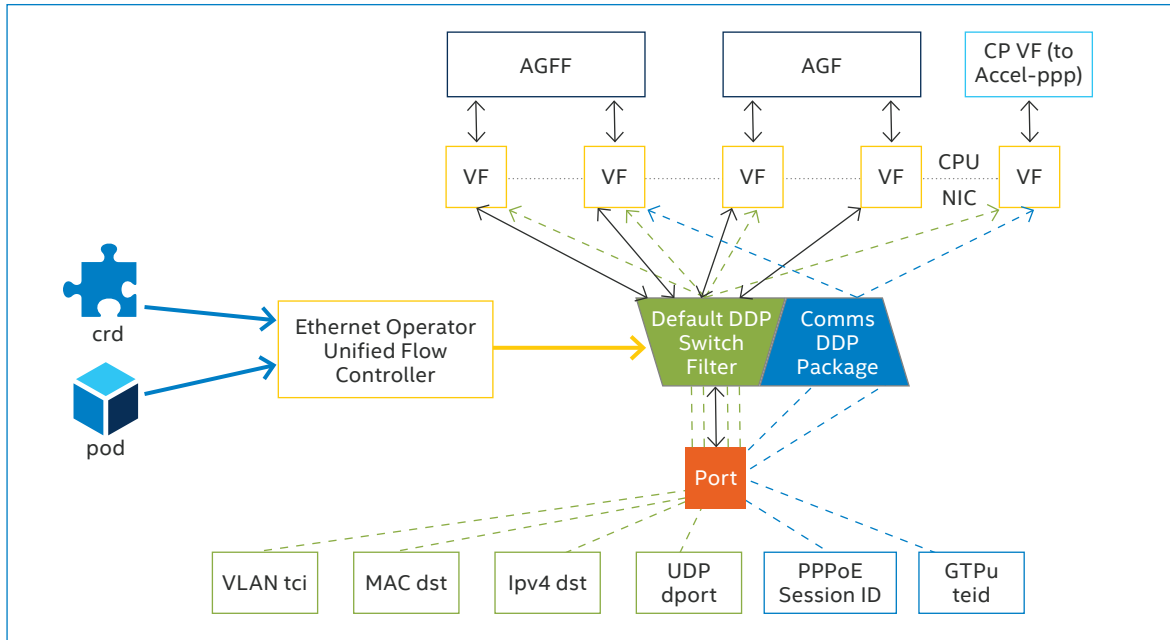 AGFF
AGF
CP VF (to
Accel-ppp)
VF
VF
VF
VF
CPU
NIC
VF
crd
pod
Ethernet Operator
Unified Flow
Controller
Default DDP
Switch
Filter
Comms
DDP
Package
Port
VLAN tci
MAC dst
Ipv4 dst
UDP
dport
PPPoE
Session ID
GTPu
teid